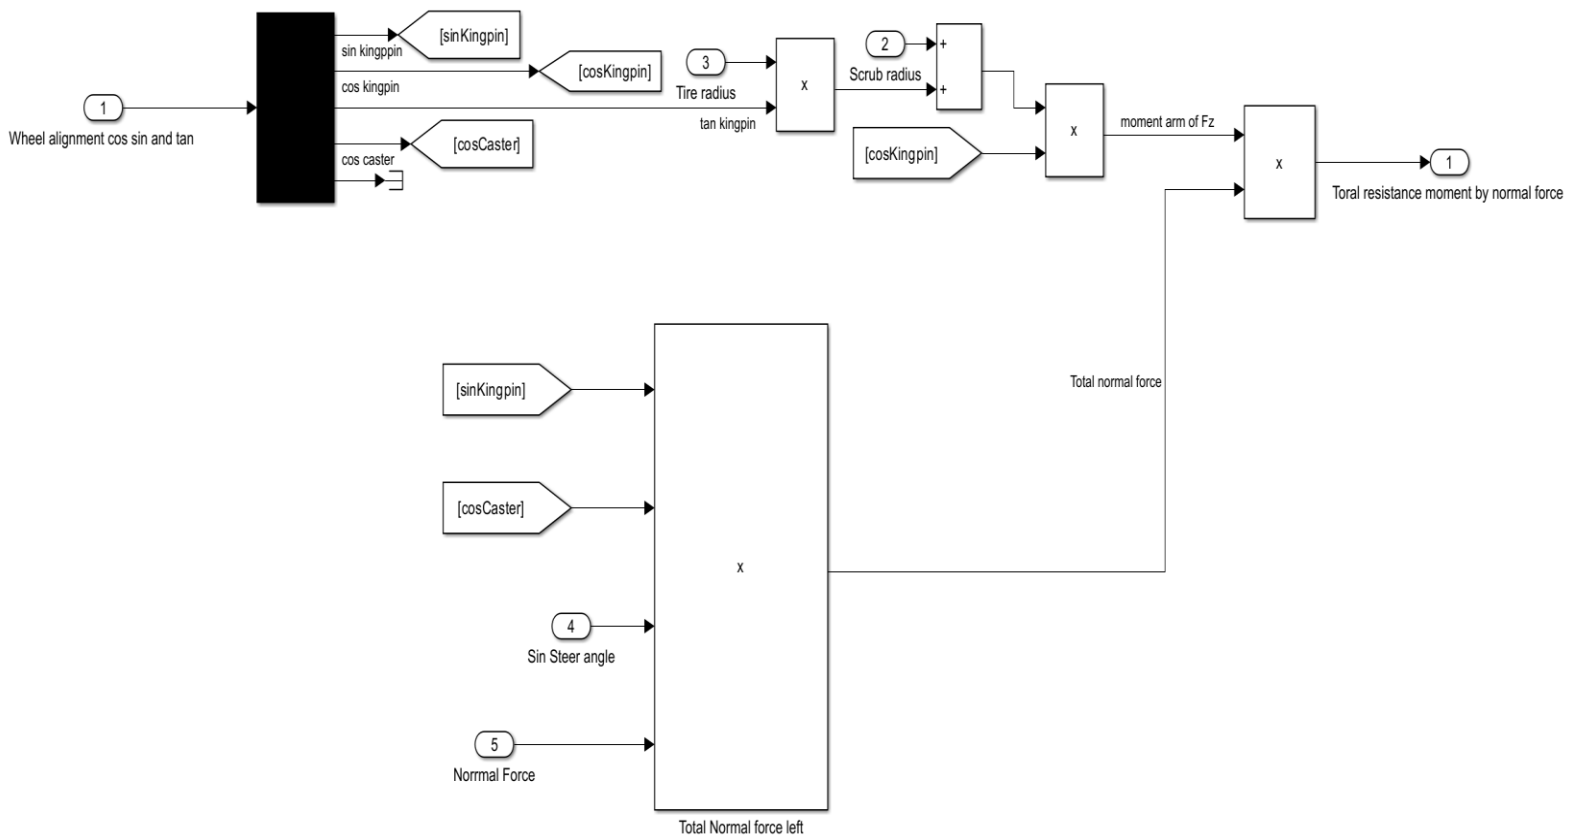 [sinKingpin]
sin kingppin
[cosKingpin]
cos kingpin
1
Wheel alignment cos sin and tan
3
Tire radius
tan kingpin
x
2
Scrub radius
+
+
[cosCaster]
cos caster
[cosKingpin]
x
moment arm of Fz
x
1
Toral resistance moment by normal force
[sinKingpin]
[cosCaster]
x
4
Sin Steer angle
5
Norrmal Force
Total Normal force left
Total normal force